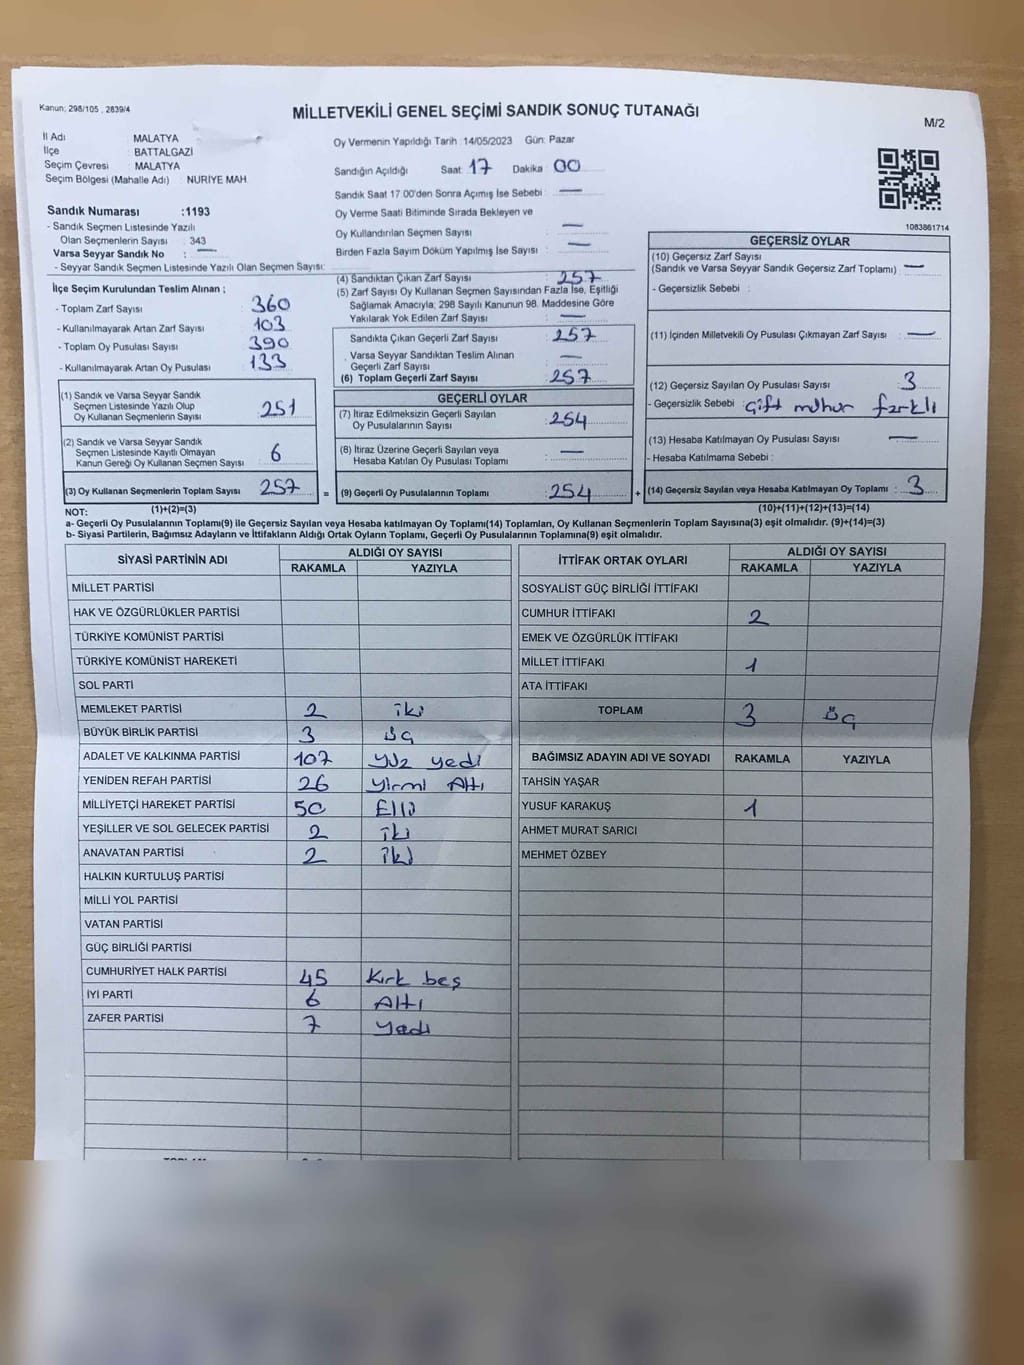 Kanun; 298/105 , 2839/4
MİLLETVEKİLİ GENEL SEÇİMİ SANDIK SONUÇ TUTANAĞI
M/2
İl Adı MALATYA
İlçe BATTALGAZİ
Seçim Çevresi MALATYA
Seçim Bölgesi (Mahalle Adı) : NURİYE MAH.
Sandık Numarası :1193
- Sandık Seçmen Listesinde Yazılı
Olan Seçmenlerin Sayısı : 343
Varsa Seyyar Sandık No : —
- Seyyar Sandık Seçmen Listesinde Yazılı Olan Seçmen Sayısı:
İlçe Seçim Kurulundan Teslim Alınan ;
- Toplam Zarf Sayısı : 360
- Kullanılmayarak Artan Zarf Sayısı : 103
- Toplam Oy Pusulası Sayısı : 390
- Kullanılmayarak Artan Oy Pusulası : 133
(1) Sandık ve Varsa Seyyar Sandık
Seçmen Listesinde Yazılı Olup
Oy Kullanan Seçmenlerin Sayısı : 251
(2) Sandık ve Varsa Seyyar Sandık
Seçmen Listesinde Kayıtlı Olmayan
Kanun Gereği Oy Kullanan Seçmen Sayısı : 6
(3) Oy Kullanan Seçmenlerin Toplam Sayısı : 257
Oy Vermenin Yapıldığı Tarih :14/05/2023 Gün: Pazar
Sandığın Açıldığı Saat: 17 Dakika :00
Sandık Saat 17:00'den Sonra Açımış İse Sebebi : —
Oy Verme Saati Bitiminde Sırada Bekleyen ve
Oy Kullandırılan Seçmen Sayısı : —
Birden Fazla Sayım Döküm Yapılmış İse Sayısı : —
(4) Sandıktan Çıkan Zarf Sayısı : 257
(5) Zarf Sayısı Oy Kullanan Seçmen Sayısından Fazla İse, Eşitliği
Sağlamak Amacıyla; 298 Sayılı Kanunun 98. Maddesine Göre
Yakılarak Yok Edilen Zarf Sayısı : —
Sandıkta Çıkan Geçerli Zarf Sayısı : 257
Varsa Seyyar Sandıktan Teslim Alınan
Geçerli Zarf Sayısı : —
(6) Toplam Geçerli Zarf Sayısı : 257
GEÇERLİ OYLAR
(7) İtiraz Edilmeksizin Geçerli Sayılan
Oy Pusulalarının Sayısı : 254
(8) İtiraz Üzerine Geçerli Sayılan veya
Hesaba Katılan Oy Pusulası Toplamı : —
= (9) Geçerli Oy Pusulalarının Toplamı : 254 +
1083861714
GEÇERSİZ OYLAR
(10) Geçersiz Zarf Sayısı
(Sandık ve Varsa Seyyar Sandık Geçersiz Zarf Toplamı) : —
- Geçersizlik Sebebi :
(11) İçinden Milletvekili Oy Pusulası Çıkmayan Zarf Sayısı : —
(12) Geçersiz Sayılan Oy Pusulası Sayısı : 3
- Geçersizlik Sebebi : çift mühür farklı
(13) Hesaba Katılmayan Oy Pusulası Sayısı : —
- Hesaba Katılmama Sebebi :
(14) Geçersiz Sayılan veya Hesaba Katılmayan Oy Toplamı : 3
NOT: (1)+(2)=(3) (10)+(11)+(12)+(13)=(14)
a- Geçerli Oy Pusulalarının Toplamı(9) ile Geçersiz Sayılan veya Hesaba katılmayan Oy Toplamı(14) Toplamları, Oy Kullanan Seçmenlerin Toplam Sayısına(3) eşit olmalıdır. (9)+(14)=(3)
b- Siyasi Partilerin, Bağımsız Adayların ve İttifakların Aldığı Ortak Oyların Toplamı, Geçerli Oy Pusulalarının Toplamına(9) eşit olmalıdır.
SİYASİ PARTİNİN ADI ALDIĞI OY SAYISI
RAKAMLA YAZIYLA
MİLLET PARTİSİ
HAK VE ÖZGÜRLÜKLER PARTİSİ
TÜRKİYE KOMÜNİST PARTİSİ
TÜRKİYE KOMÜNİST HAREKETİ
SOL PARTİ
MEMLEKET PARTİSİ 2 iki
BÜYÜK BİRLİK PARTİSİ 3 üç
ADALET VE KALKINMA PARTİSİ 107 yüz yedi
YENİDEN REFAH PARTİSİ 26 yirmi Altı
MİLLİYETÇİ HAREKET PARTİSİ 50 Elli
YEŞİLLER VE SOL GELECEK PARTİSİ 2 iki
ANAVATAN PARTİSİ 2 iki
HALKIN KURTULUŞ PARTİSİ
MİLLİ YOL PARTİSİ
VATAN PARTİSİ
GÜÇ BİRLİĞİ PARTİSİ
CUMHURİYET HALK PARTİSİ 45 Kırk beş
İYİ PARTİ 6 Altı
ZAFER PARTİSİ 7 yedi
İTTİFAK ORTAK OYLARI ALDIĞI OY SAYISI
RAKAMLA YAZIYLA
SOSYALİST GÜÇ BİRLİĞİ İTTİFAKI
CUMHUR İTTİFAKI 2
EMEK VE ÖZGÜRLÜK İTTİFAKI
MİLLET İTTİFAKI 1
ATA İTTİFAKI
TOPLAM 3 üç
BAĞIMSIZ ADAYIN ADI VE SOYADI RAKAMLA YAZIYLA
TAHSİN YAŞAR
YUSUF KARAKUŞ 1
AHMET MURAT SARICI
MEHMET ÖZBEY